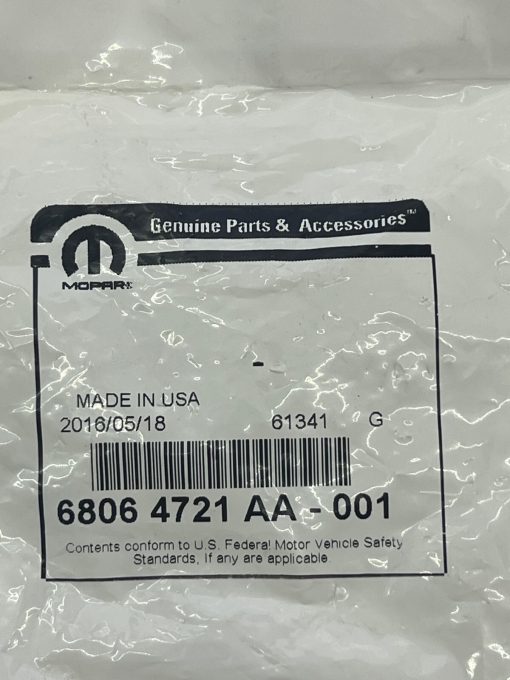 Genuine Parts & Accessories™
MOPAR®
-
MADE IN USA
2016/05/18 61341 G
6806 4721 AA - 001
Contents conform to U.S. Federal Motor Vehicle Safety
Standards, If any are applicable.